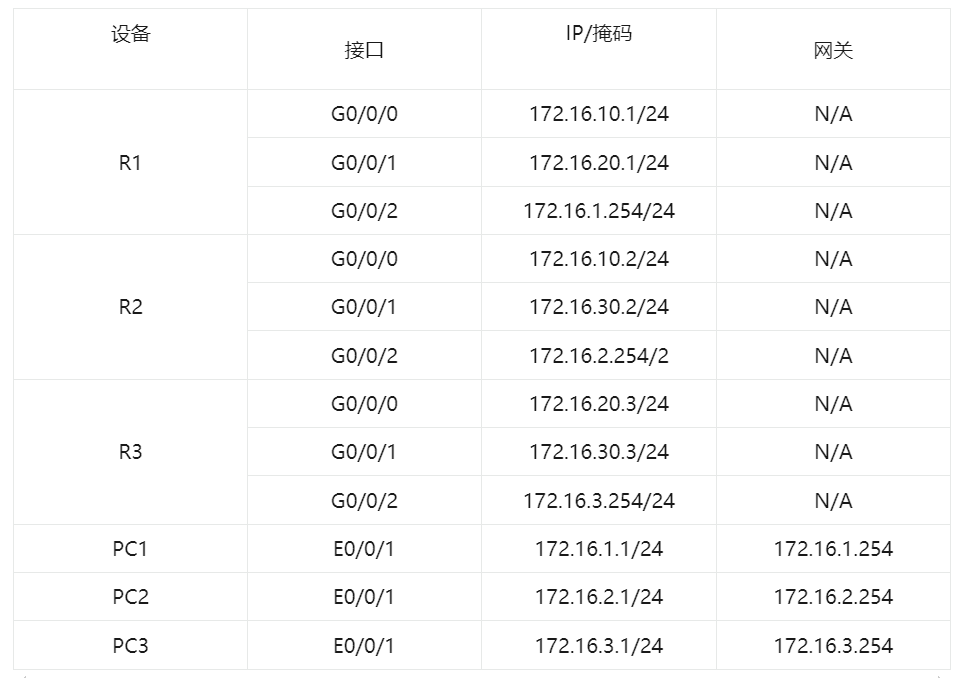 设备 接口 IP/掩码 网关
R1 G0/0/0 172.16.10.1/24 N/A
G0/0/1 172.16.20.1/24 N/A
G0/0/2 172.16.1.254/24 N/A
R2 G0/0/0 172.16.10.2/24 N/A
G0/0/1 172.16.30.2/24 N/A
G0/0/2 172.16.2.254/2 N/A
R3 G0/0/0 172.16.20.3/24 N/A
G0/0/1 172.16.30.3/24 N/A
G0/0/2 172.16.3.254/24 N/A
PC1 E0/0/1 172.16.1.1/24 172.16.1.254
PC2 E0/0/1 172.16.2.1/24 172.16.2.254
PC3 E0/0/1 172.16.3.1/24 172.16.3.254